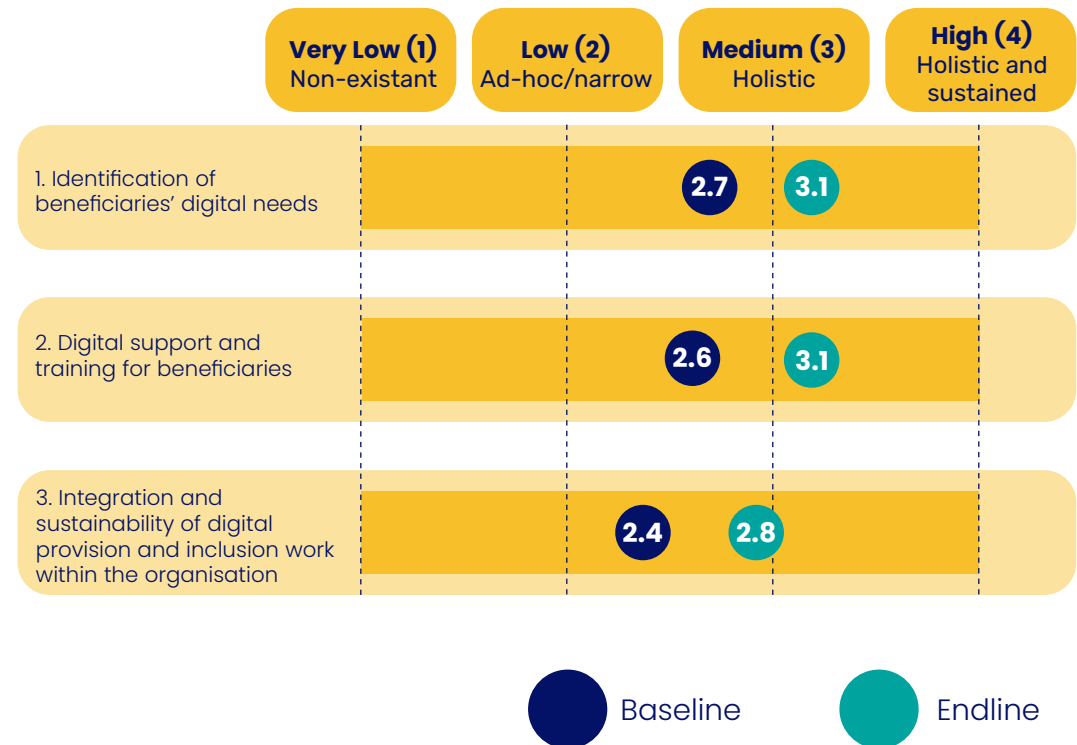 Very Low (1)
Non-existant
Low (2)
Ad-hoc/narrow
Medium (3)
Holistic
High (4)
Holistic and
sustained
1. Identification of
beneficiaries’ digital needs
2.7
3.1
2. Digital support and
training for beneficiaries
2.6
3.1
3. Integration and
sustainability of digital
provision and inclusion work
within the organisation
2.4
2.8
Baseline
Endline